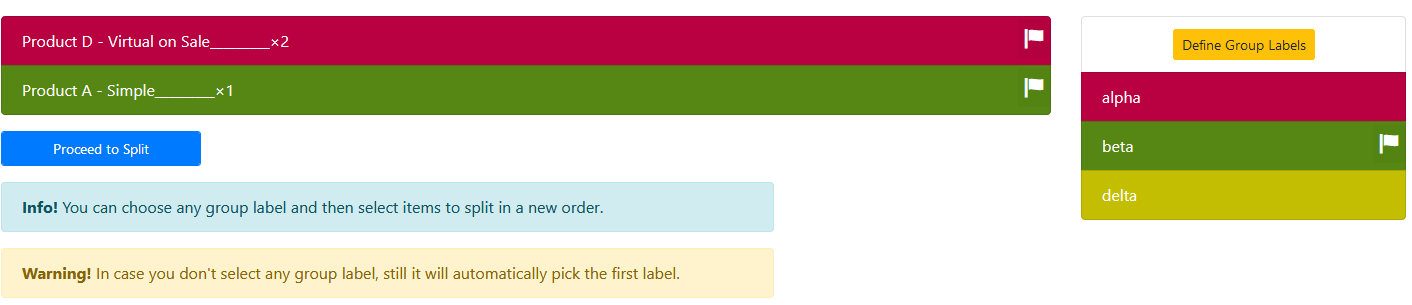 Product D - Virtual on Sale_________×2
Product A - Simple_________×1
Proceed to Split
Info! You can choose any group label and then select items to split in a new order.
Warning! In case you don't select any group label, still it will automatically pick the first label.
Define Group Labels
alpha
beta
delta